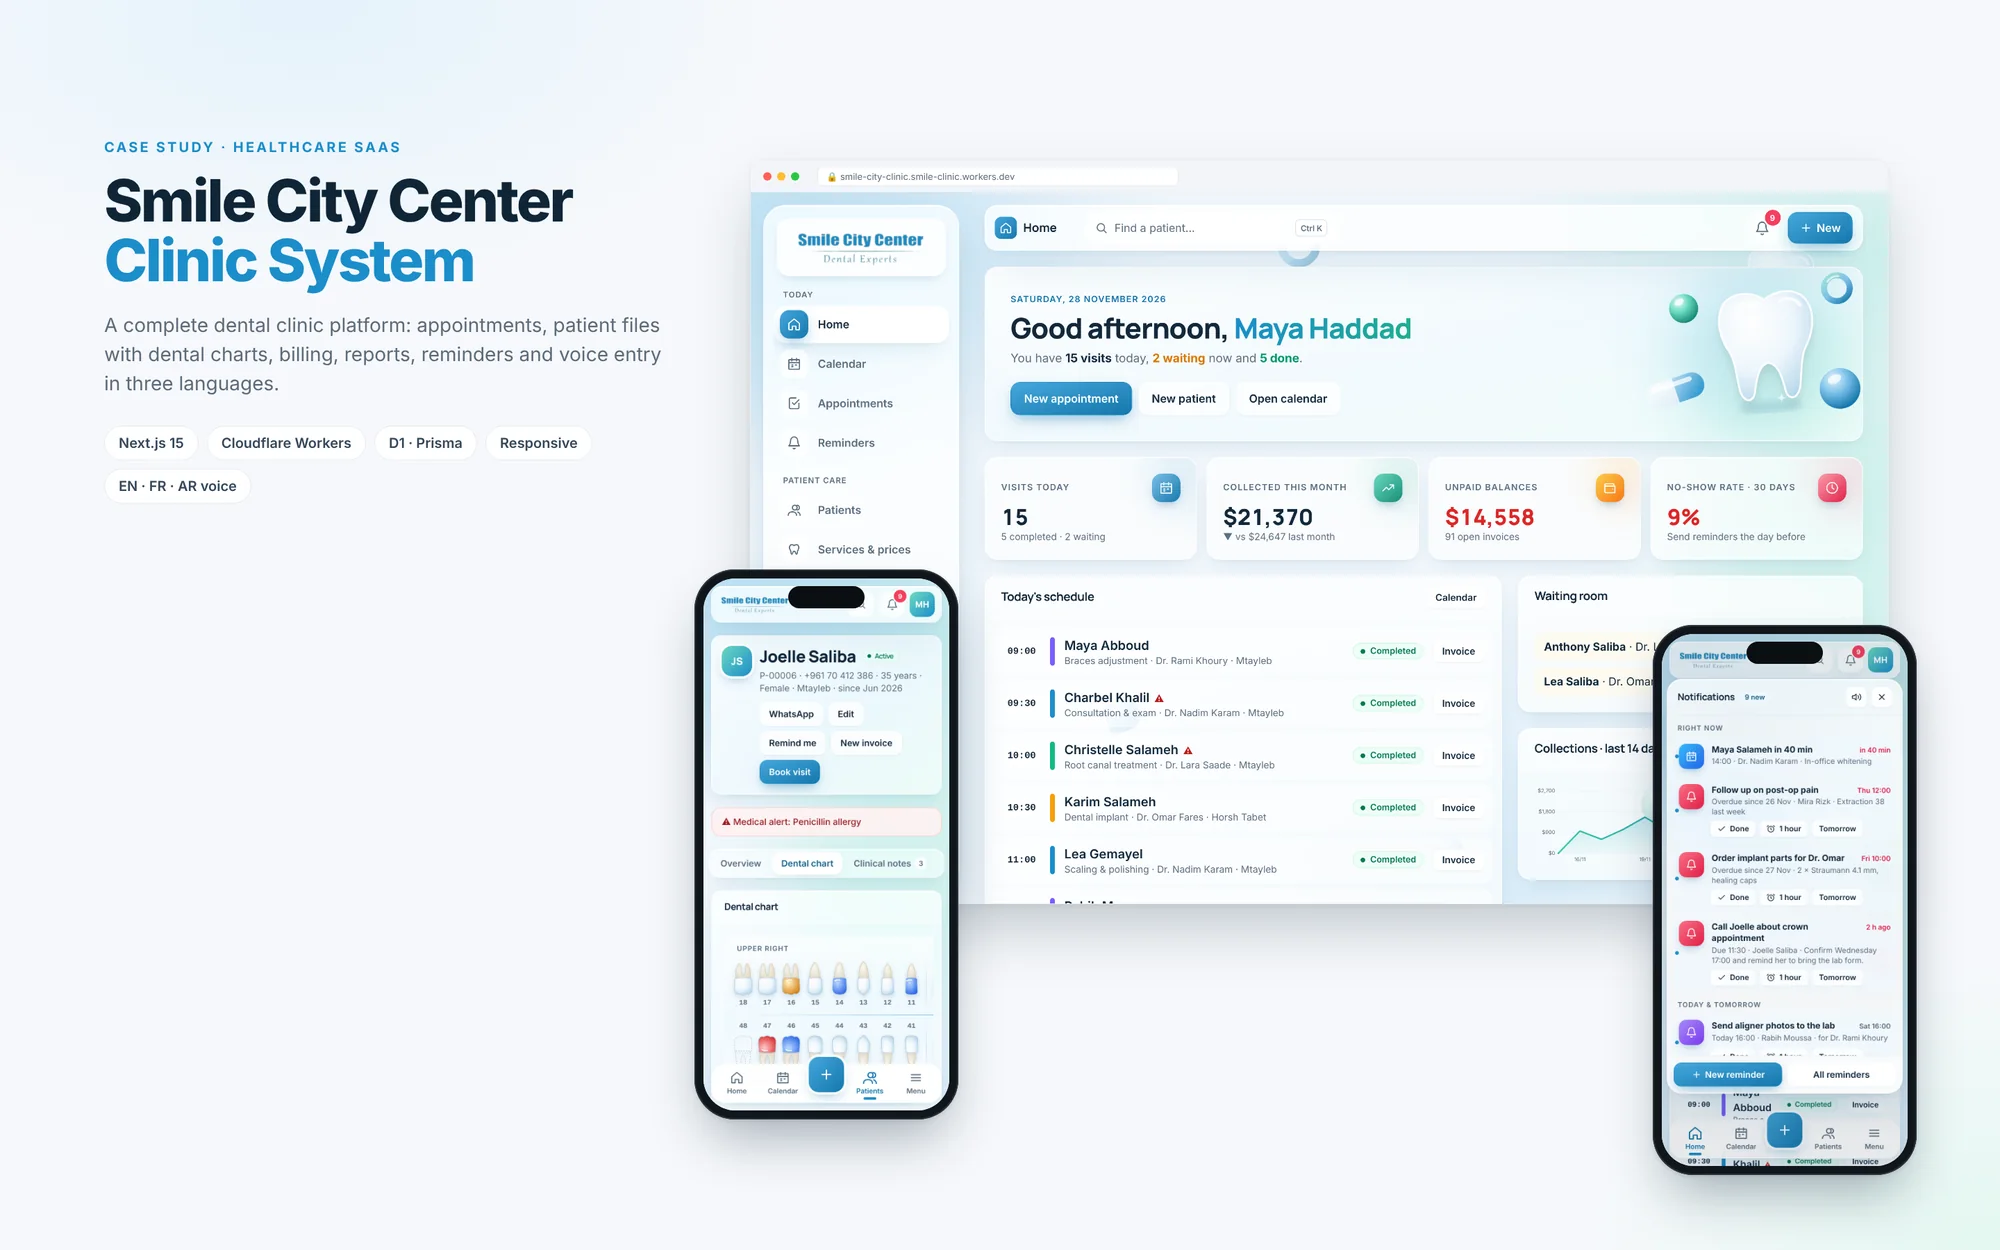 CASE STUDY · HEALTHCARE SAAS
Smile City Center
Clinic System
A complete dental clinic platform: appointments, patient files
with dental charts, billing, reports, reminders and voice entry
in three languages.
Next.js 15
Cloudflare Workers
D1 · Prisma
Responsive
EN · FR · AR voice
smile-city-clinic.smile-clinic.workers.dev
Smile City Center
Dental Experts
TODAY
Home
Calendar
Appointments
Reminders
PATIENT CARE
Patients
Services & prices
Home
Find a patient...
Ctrl K
9
+ New
SATURDAY, 28 NOVEMBER 2026
Good afternoon, Maya Haddad
You have 15 visits today, 2 waiting now and 5 done.
New appointment
New patient
Open calendar
VISITS TODAY
15
5 completed · 2 waiting
COLLECTED THIS MONTH
$21,370
▼ vs $24,647 last month
UNPAID BALANCES
$14,558
91 open invoices
NO-SHOW RATE · 30 DAYS
9%
Send reminders the day before
Today's schedule
Calendar
09:00
Maya Abboud
Braces adjustment · Dr. Rami Khoury · Mtayleb
Completed
Invoice
09:30
Charbel Khalil
Consultation & exam · Dr. Nadim Karam · Mtayleb
Completed
Invoice
10:00
Christelle Salameh
Root canal treatment · Dr. Lara Saade · Mtayleb
Completed
Invoice
10:30
Karim Salameh
Dental implant · Dr. Omar Fares · Horsh Tabet
Completed
Invoice
11:00
Lea Gemayel
Scaling & polishing · Dr. Nadim Karam · Mtayleb
Completed
Invoice
Waiting room
Anthony Saliba · Dr.
Lea Saliba · Dr. Omar
Collections · last 14 da
$2,700
$1,800
$900
$0
16/11
Smile City Center
Dental Experts
9
MH
JS
Joelle Saliba
Active
P-00006 · +961 70 412 386 · 35 years ·
Female · Mtayleb · since Jun 2026
WhatsApp
Edit
Remind me
New invoice
Book visit
Medical alert: Penicillin allergy
Overview
Dental chart
Clinical notes 3
Dental chart
UPPER RIGHT
18 17 16 15 14 13 12 11
48 47 46 45 44 43 42 41
Home
Calendar
+
Patients
Menu
Smile City Center
Dental Experts
9
MH
Notifications
9 new
RIGHT NOW
Maya Salameh in 40 min
in 40 min
14:00 · Dr. Nadim Karam · In-office whitening
Follow up on post-op pain
Thu 12:00
Overdue since 26 Nov · Mira Rizk · Extraction 38
last week
Done
1 hour
Tomorrow
Order implant parts for Dr. Omar
Fri 10:00
Overdue since 27 Nov · 2 × Straumann 4.1 mm,
healing caps
Done
1 hour
Tomorrow
Call Joelle about crown
appointment
2 h ago
Due 11:30 · Joelle Saliba · Confirm Wednesday
17:00 and remind her to bring the lab form.
Done
1 hour
Tomorrow
TODAY & TOMORROW
Send aligner photos to the lab
Sat 16:00
Today 16:00 · Rabih Moussa · for Dr. Rami Khoury
+ New reminder
All reminders
09:00
Maya
Abboud
Completed
Invoice
Home
Calendar
+
Patients
Menu
09:30
Khalil
Completed
Invoice